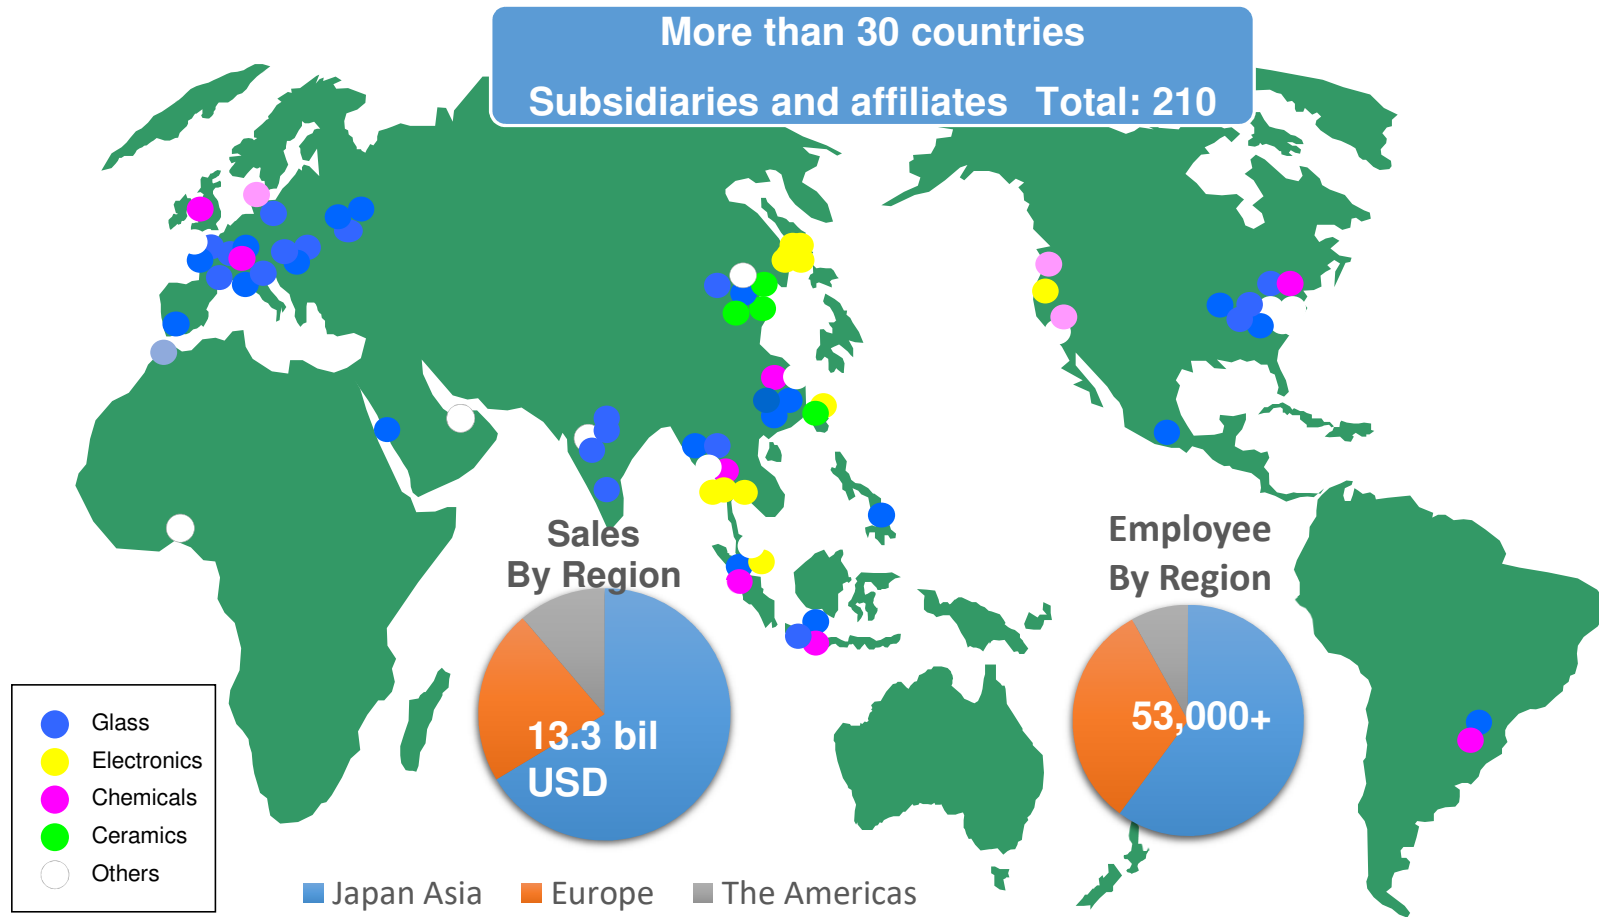 More than 30 countries
Subsidiaries and affiliates Total: 210
Sales
By Region
13.3 bil
USD
Employee
By Region
53,000+
Glass
Electronics
Chemicals
Ceramics
Others
Japan Asia
Europe
The Americas